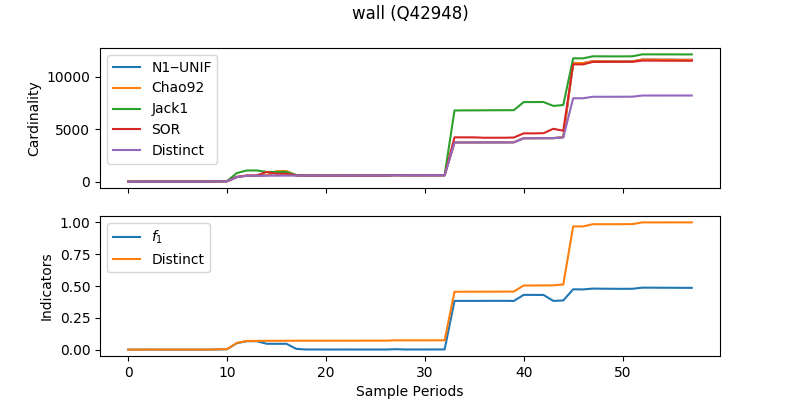 wall (Q42948)
Cardinality
10000
5000
0
N1−UNIF
Chao92
Jack1
SOR
Distinct
Indicators
1.00
0.75
0.50
0.25
0.00
f1
Distinct
0 10 20 30 40 50
Sample Periods